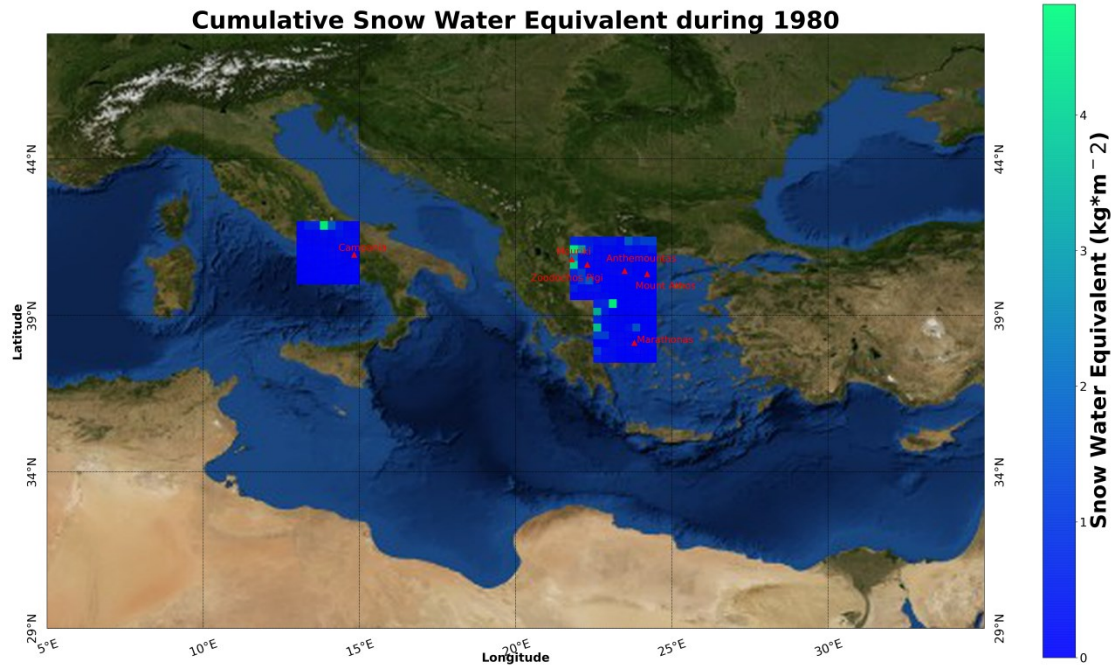 Cumulative Snow Water Equivalent during 1980
44°N
39°N
34°N
29°N
Latitude
5°E
10°E
15°E
20°E
25°E
30°E
Longitude
44°N
39°N
34°N
29°N
Anthemountas
Mount Athos
Marathonas
4
3
2
1
0
Snow Water Equivalent (kg*m − 2)